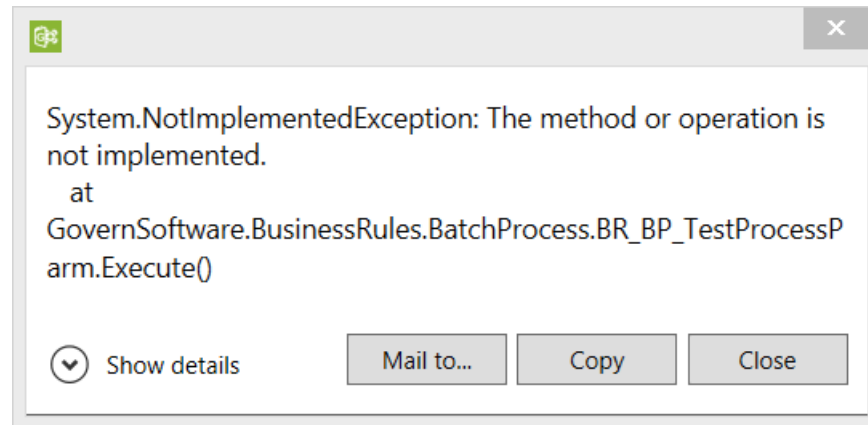 System.NotImplementedException: The method or operation is
not implemented.
at
GovernSoftware.BusinessRules.BatchProcess.BR_BP_TestProcessP
arm.Execute()
Show details
Mail to...
Copy
Close